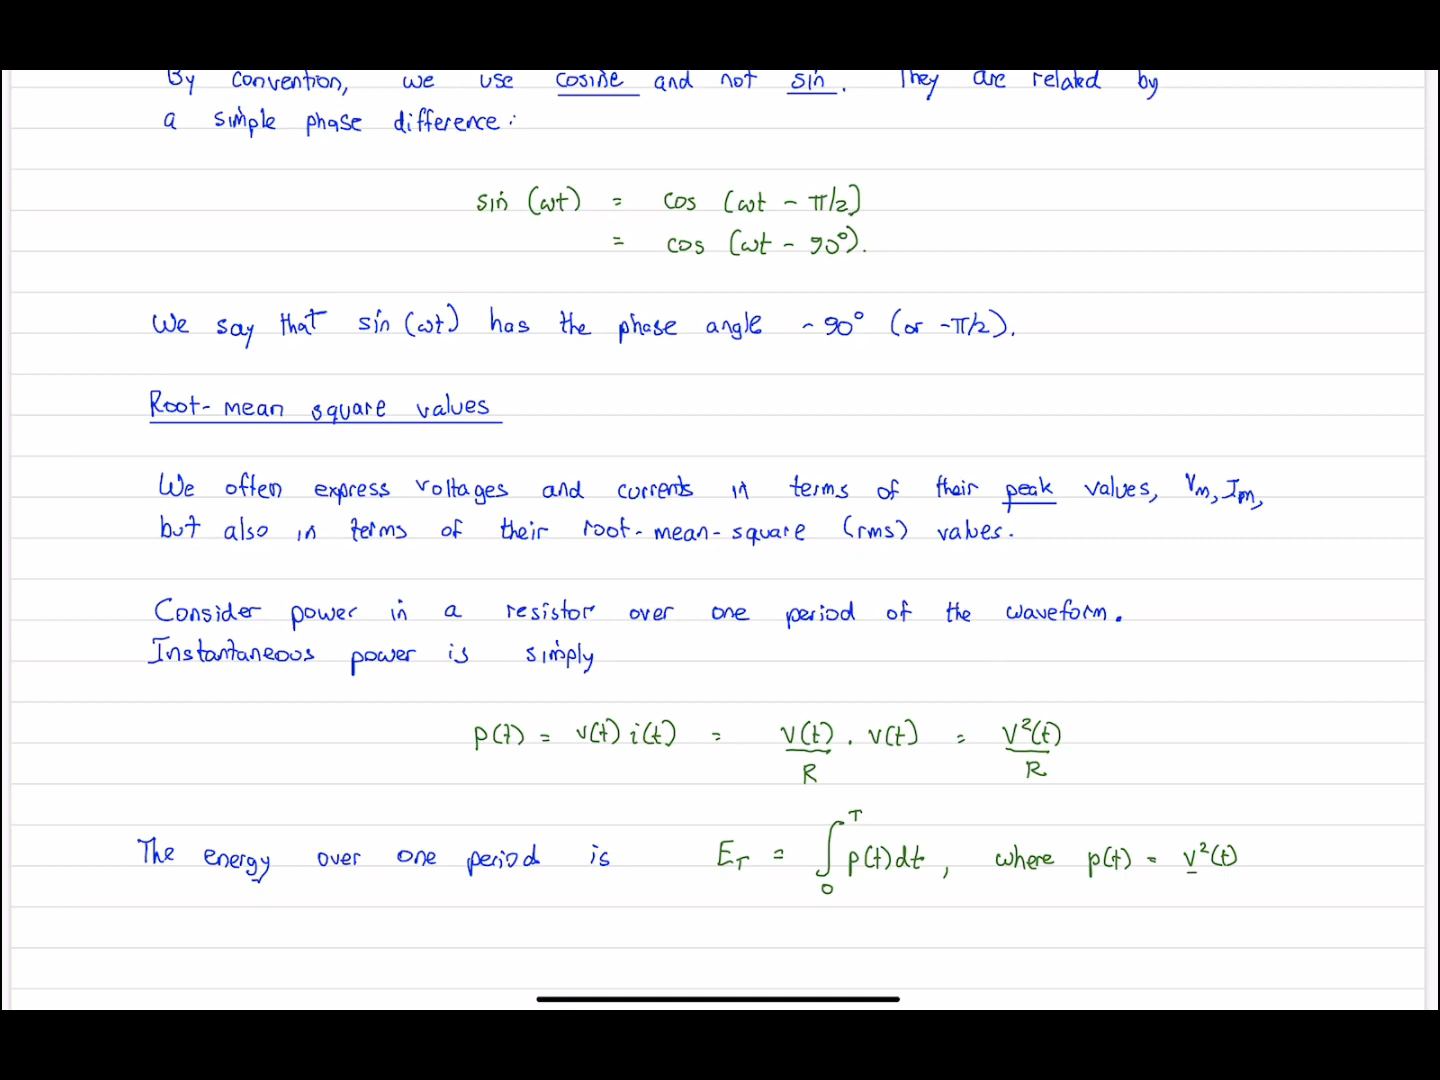 By convention, we use cosine and not sin. They are related by
a simple phase difference:
sin (ωt) = cos (ωt - π/2)
= cos (ωt - 90°).
We say that sin (ωt) has the phase angle -90° (or -π/2).
Root-mean square values
We often express voltages and currents in terms of their peak values, Vm, Im,
but also in terms of their root-mean-square (rms) values.
Consider power in a resistor over one period of the waveform.
Instantaneous power is simply
p(t) = v(t) i(t) = v(t)/R . v(t) = v²(t)/R
The energy over one period is E_T = ∫₀ᵀ p(t)dt, where p(t) = v²(t)